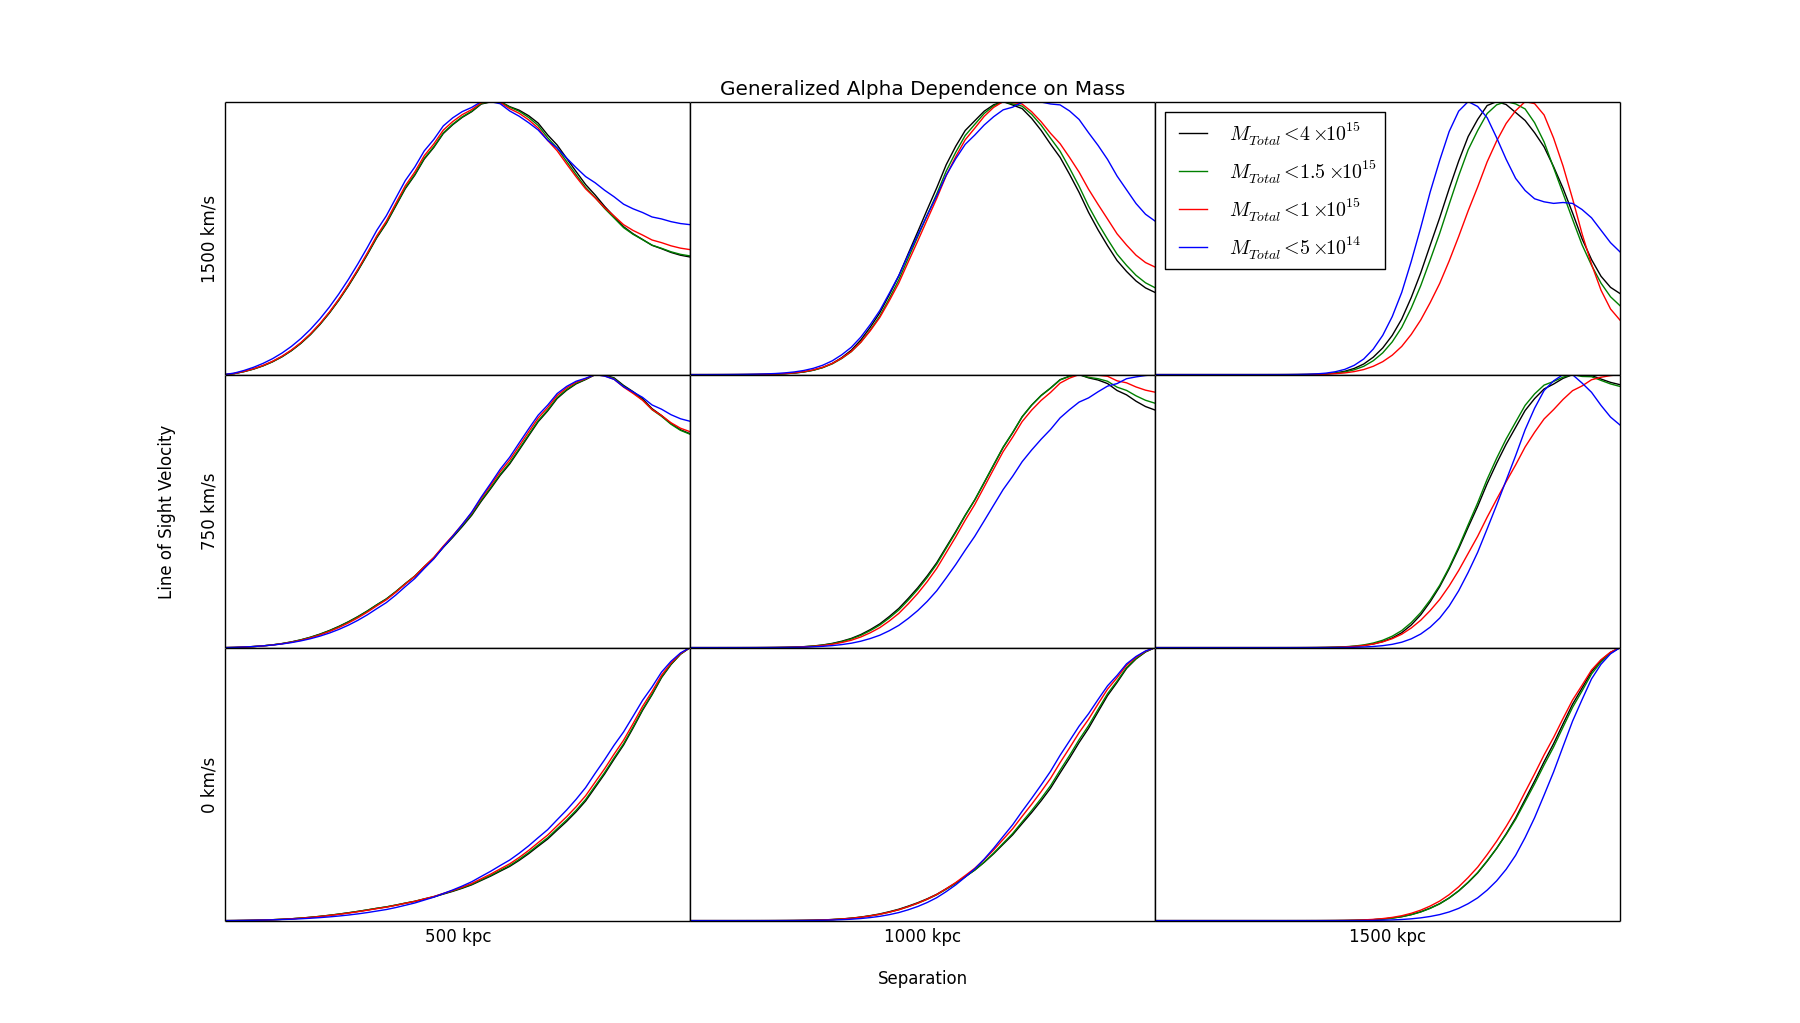 Generalized Alpha Dependence on Mass
M_Total <4 ×10^15
M_Total <1.5 ×10^15
M_Total <1 ×10^15
M_Total <5 ×10^14
1500 km/s
750 km/s
0 km/s
Line of Sight Velocity
500 kpc
1000 kpc
1500 kpc
Separation